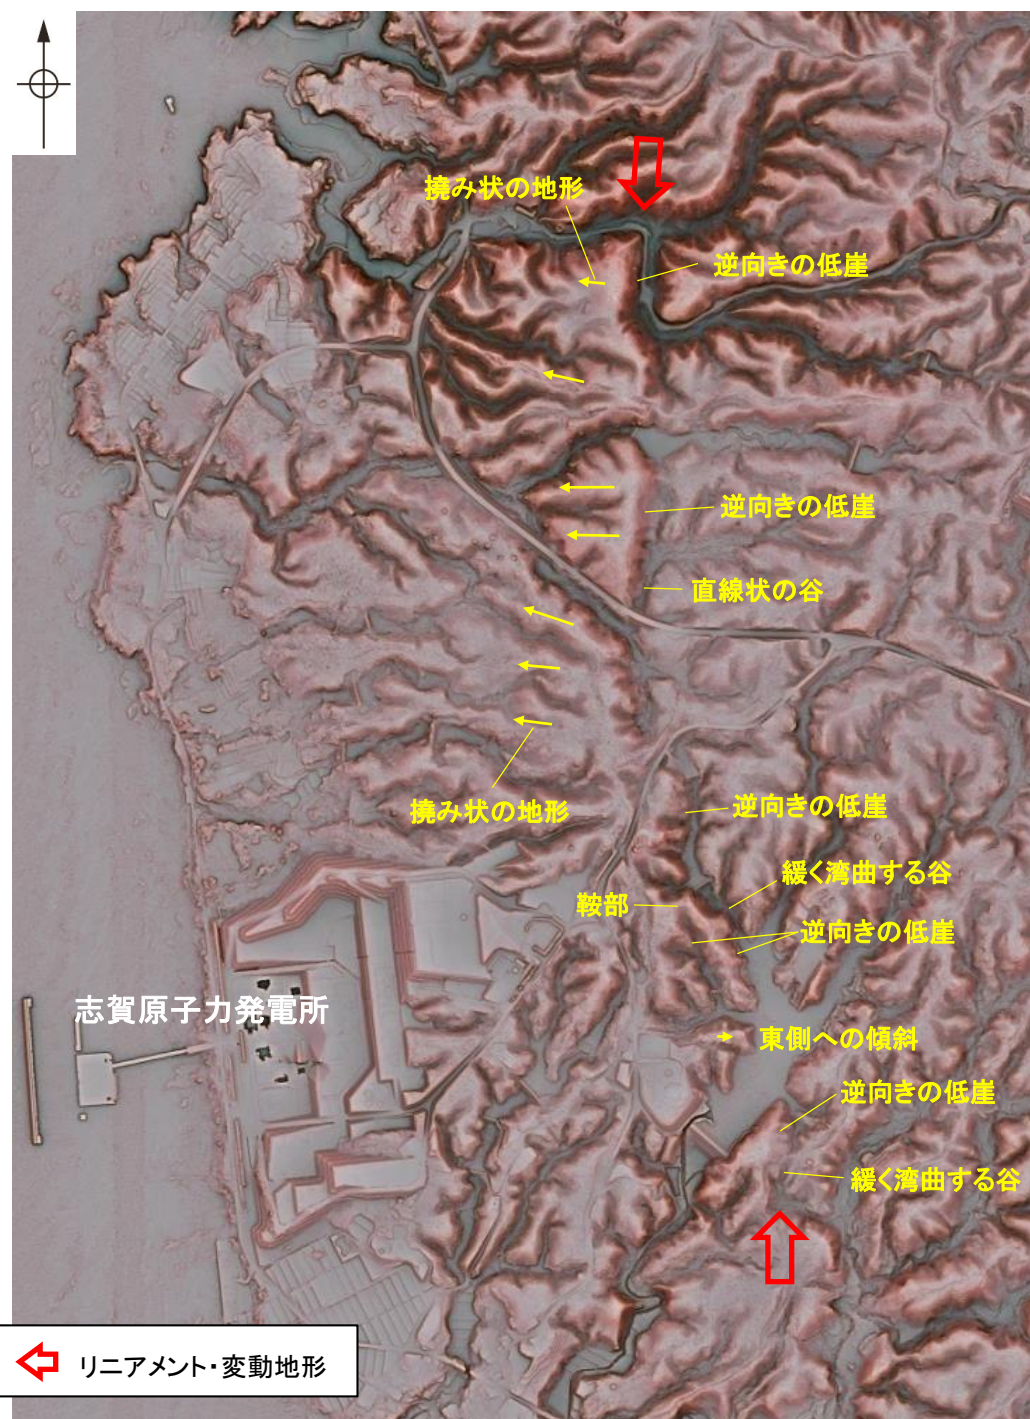 撓み状の地形
逆向きの低崖
逆向きの低崖
直線状の谷
撓み状の地形
逆向きの低崖
緩く湾曲する谷
鞍部
逆向きの低崖
志賀原子力発電所
東側への傾斜
逆向きの低崖
緩く湾曲する谷
リニアメント・変動地形